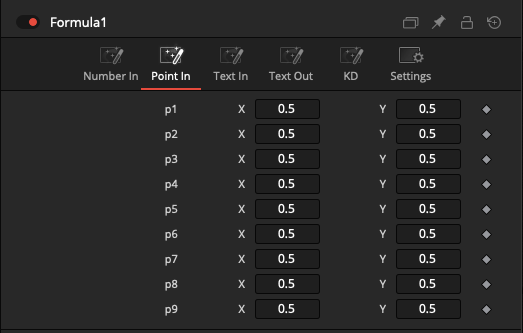 Formula1
Number In Point In Text In Text Out KD Settings
p1 X 0.5 Y 0.5
p2 X 0.5 Y 0.5
p3 X 0.5 Y 0.5
p4 X 0.5 Y 0.5
p5 X 0.5 Y 0.5
p6 X 0.5 Y 0.5
p7 X 0.5 Y 0.5
p8 X 0.5 Y 0.5
p9 X 0.5 Y 0.5